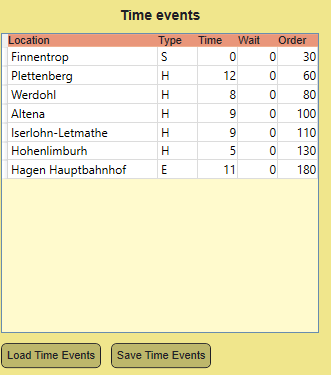 Time events
Location Type Time Wait Order
Finnentrop S 0 0 30
Plettenberg H 12 0 60
Werdohl H 8 0 80
Altena H 9 0 100
Iserlohn-Letmathe H 9 0 110
Hohenlimburh H 5 0 130
Hagen Hauptbahnhof E 11 0 180
Load Time Events Save Time Events